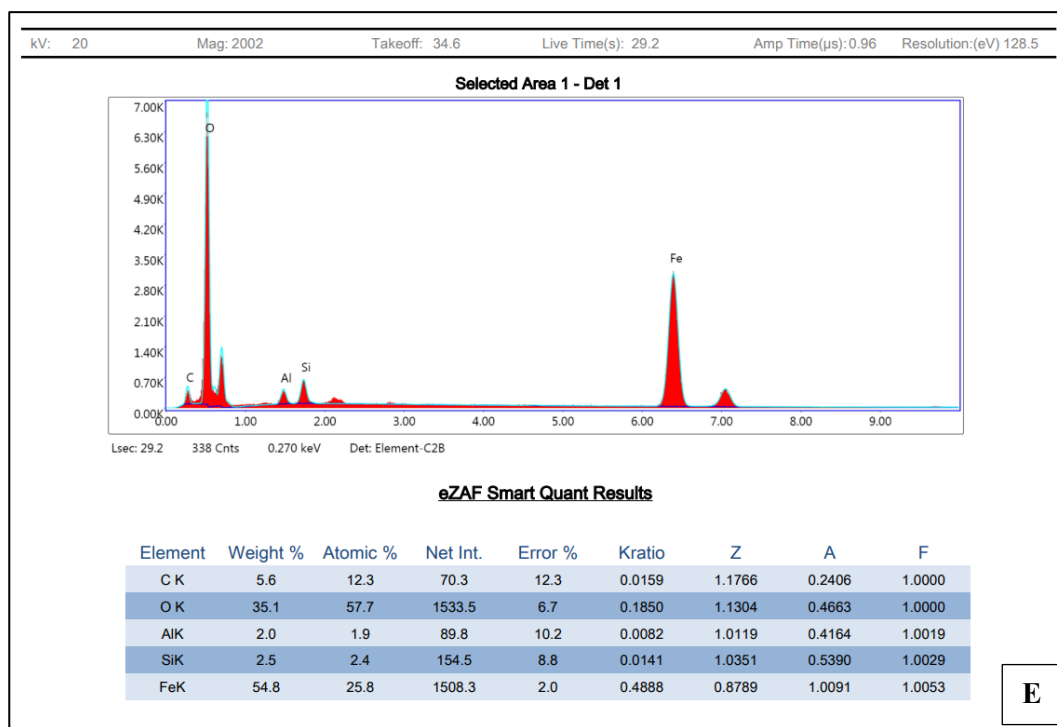 kV: 20 Mag: 2002 Takeoff: 34.6 Live Time(s): 29.2 Amp Time(µs): 0.96 Resolution:(eV) 128.5
Selected Area 1 - Det 1
7.00K
6.30K
5.60K
4.90K
4.20K
3.50K
2.80K
2.10K
1.40K
0.70K
0.00K
O
Fe
C
Al
Si
0.00 1.00 2.00 3.00 4.00 5.00 6.00 7.00 8.00 9.00
Lsec: 29.2 338 Cnts 0.270 keV Det: Element-C2B
eZAF Smart Quant Results
Element Weight % Atomic % Net Int. Error % Kratio Z A F
C K 5.6 12.3 70.3 12.3 0.0159 1.1766 0.2406 1.0000
O K 35.1 57.7 1533.5 6.7 0.1850 1.1304 0.4663 1.0000
AlK 2.0 1.9 89.8 10.2 0.0082 1.0119 0.4164 1.0019
SiK 2.5 2.4 154.5 8.8 0.0141 1.0351 0.5390 1.0029
FeK 54.8 25.8 1508.3 2.0 0.4888 0.8789 1.0091 1.0053
E